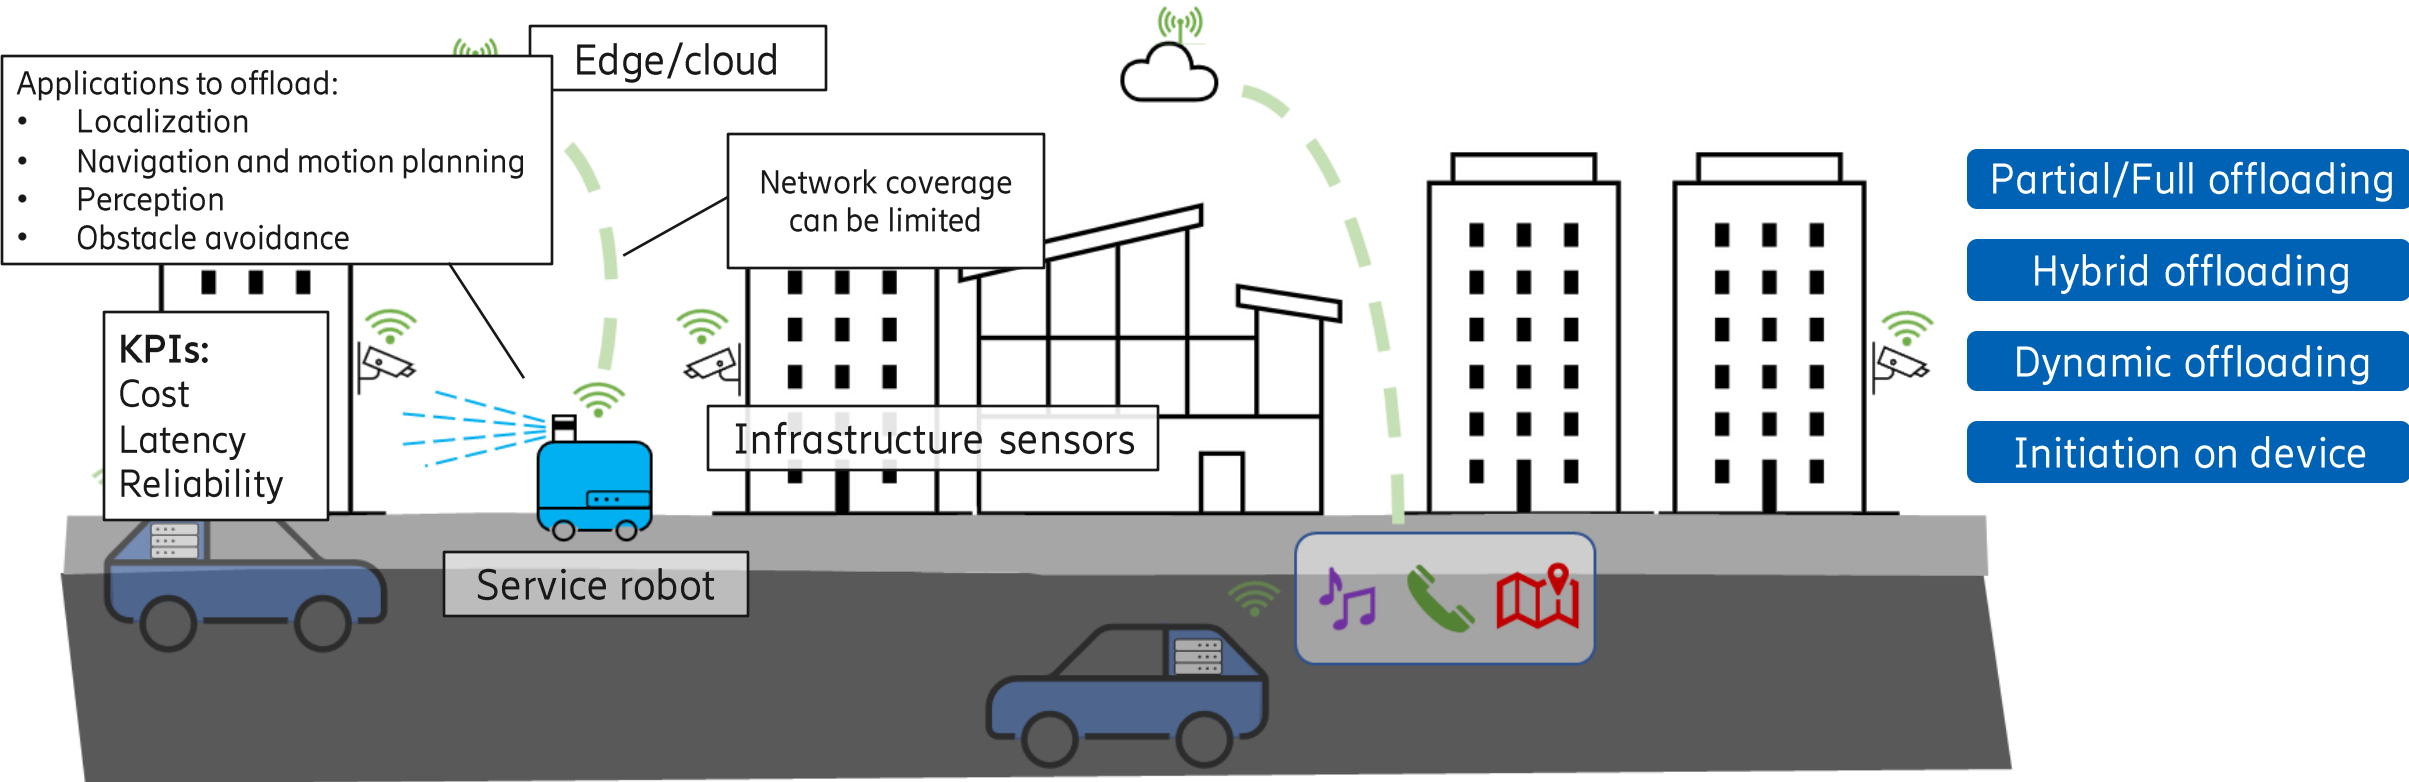 Edge/cloud
Applications to offload:
• Localization
• Navigation and motion planning
• Perception
• Obstacle avoidance
Network coverage
can be limited
KPIs:
Cost
Latency
Reliability
Infrastructure sensors
Service robot
Partial/Full offloading
Hybrid offloading
Dynamic offloading
Initiation on device